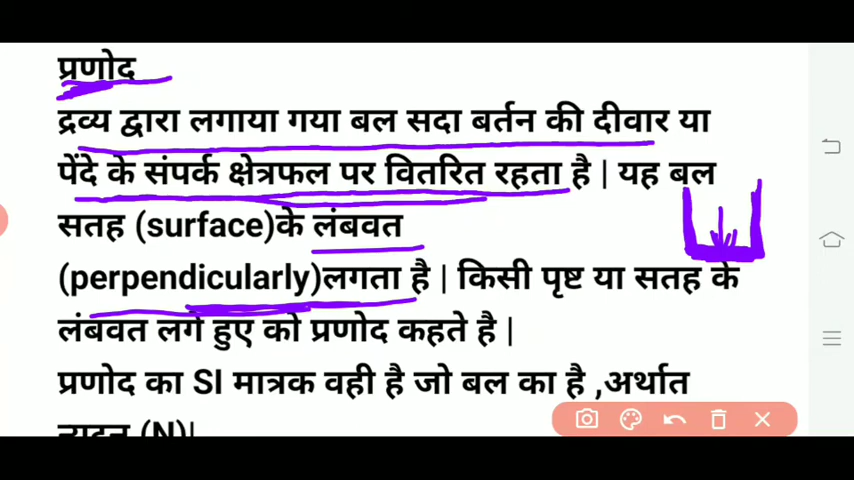 प्रणोद
द्रव्य द्वारा लगाया गया बल सदा बर्तन की दीवार या
पेंदे के संपर्क क्षेत्रफल पर वितरित रहता है | यह बल
सतह (surface)के लंबवत
(perpendicularly)लगता है | किसी पृष्ट या सतह के
लंबवत लगे हुए को प्रणोद कहते है |
प्रणोद का SI मात्रक वही है जो बल का है ,अर्थात
(N)|